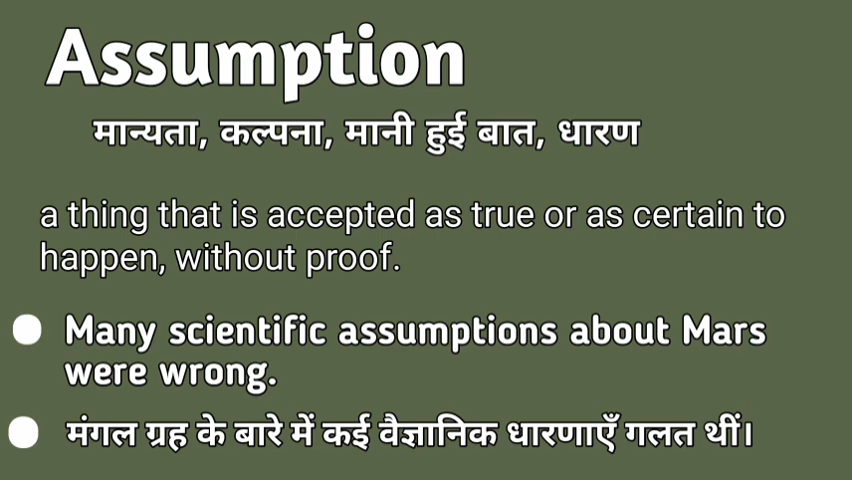 Assumption
मान्यता, कल्पना, मानी हुई बात, धारण
a thing that is accepted as true or as certain to
happen, without proof.
Many scientific assumptions about Mars
were wrong.
मंगल ग्रह के बारे में कई वैज्ञानिक धारणाएँ गलत थीं।